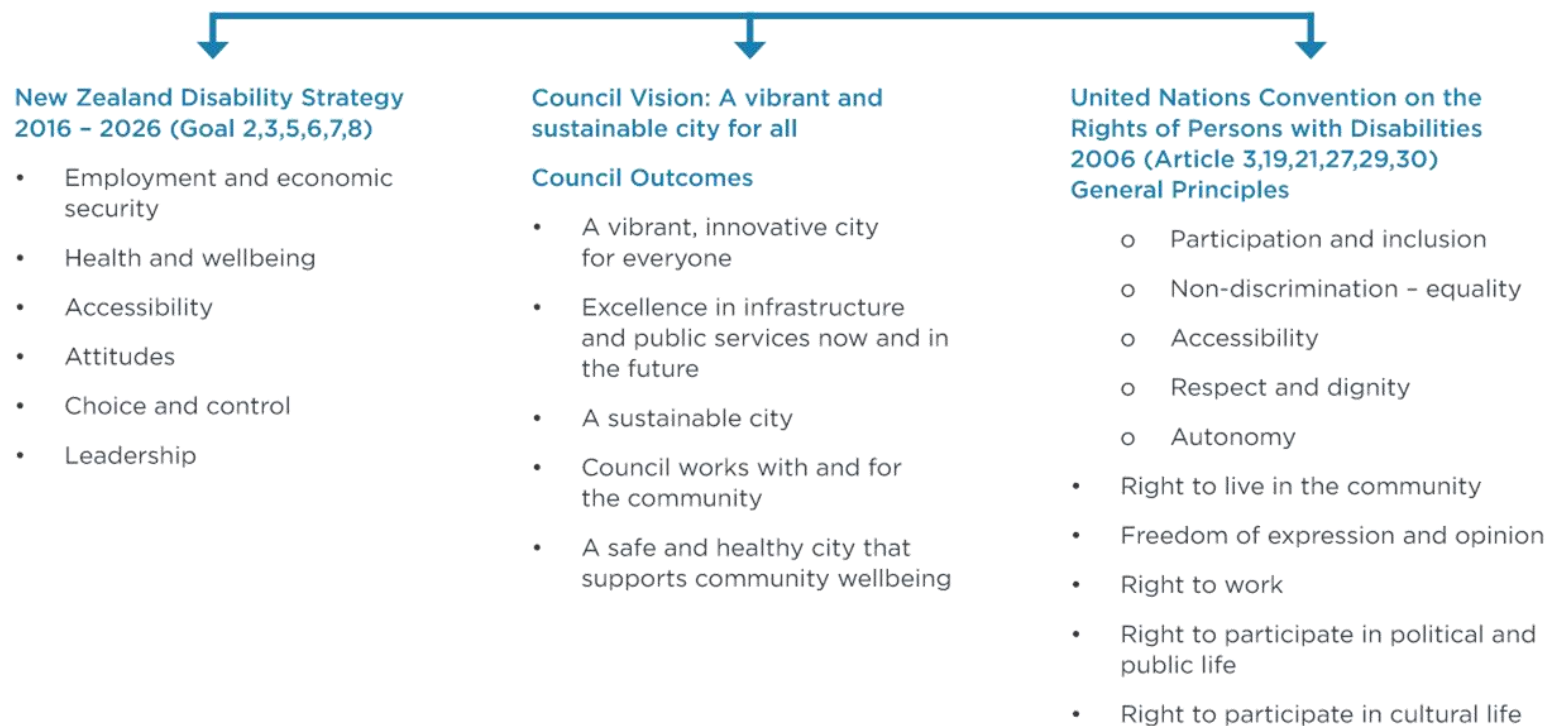 New Zealand Disability Strategy
2016 – 2026 (Goal 2,3,5,6,7,8)
• Employment and economic
security
• Health and wellbeing
• Accessibility
• Attitudes
• Choice and control
• Leadership
Council Vision: A vibrant and
sustainable city for all
Council Outcomes
• A vibrant, innovative city
for everyone
• Excellence in infrastructure
and public services now and in
the future
• A sustainable city
• Council works with and for
the community
• A safe and healthy city that
supports community wellbeing
United Nations Convention on the
Rights of Persons with Disabilities
2006 (Article 3,19,21,27,29,30)
General Principles
o Participation and inclusion
o Non-discrimination – equality
o Accessibility
o Respect and dignity
o Autonomy
• Right to live in the community
• Freedom of expression and opinion
• Right to work
• Right to participate in political and
public life
• Right to participate in cultural life